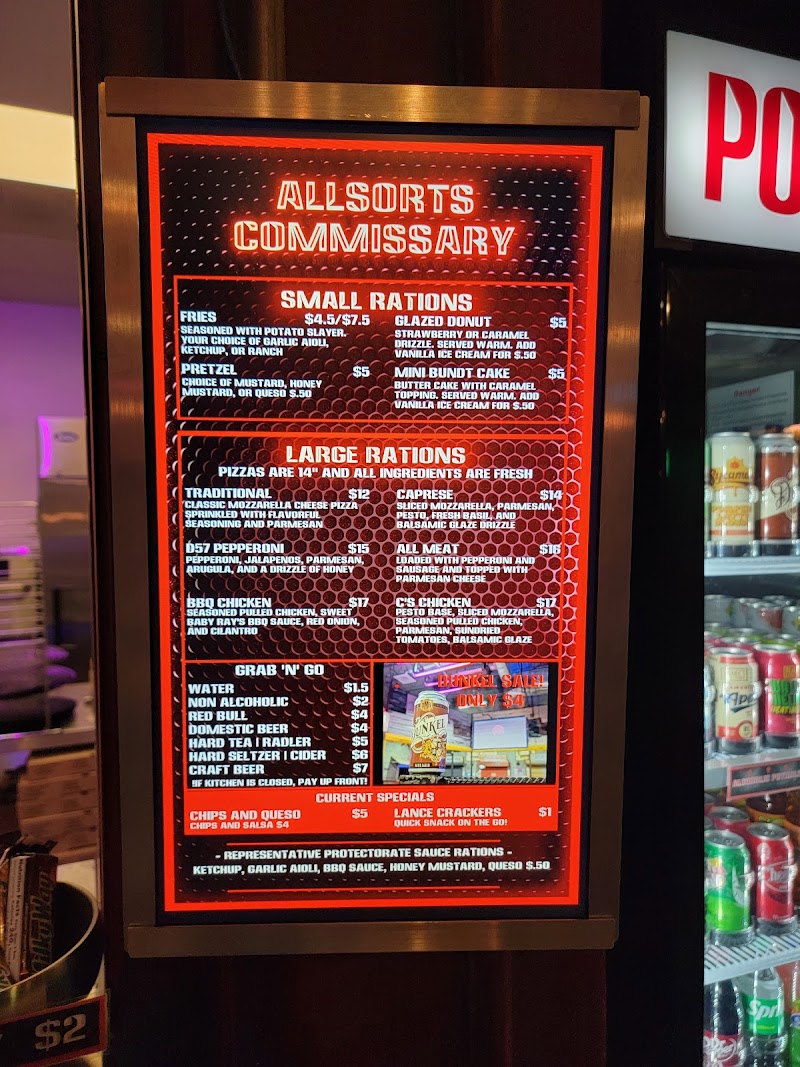 ALLSORTS
COMMISSARY
SMALL RATIONS
FRIES $4.5/$7.5
SEASONED WITH POTATO SLAYER.
YOUR CHOICE OF GARLIC AIOLI,
KETCHUP, OR RANCH
GLAZED DONUT $5
STRAWBERRY OR CARAMEL
DRIZZLE. SERVED WARM. ADD
VANILLA ICE CREAM FOR $.50
PRETZEL $5
CHOICE OF MUSTARD, HONEY
MUSTARD, OR QUESO $.50
MINI BUNDT CAKE $5
BUTTER CAKE WITH CARAMEL
TOPPING. SERVED WARM. ADD
VANILLA ICE CREAM FOR $.50
LARGE RATIONS
PIZZAS ARE 14" AND ALL INGREDIENTS ARE FRESH
TRADITIONAL $12
CLASSIC MOZZARELLA CHEESE PIZZA
SPRINKLED WITH FLAVORFUL
SEASONING AND PARMESAN
CAPRESE $14
SLICED MOZZARELLA, PARMESAN,
PESTO, FRESH BASIL, AND
BALSAMIC GLAZE DRIZZLE
D57 PEPPERONI $15
PEPPERONI, JALAPENOS, PARMESAN,
ARUGULA, AND A DRIZZLE OF HONEY
ALL MEAT $16
LOADED WITH PEPPERONI AND
SAUSAGE AND TOPPED WITH
PARMESAN CHEESE
BBQ CHICKEN $17
SEASONED PULLED CHICKEN, SWEET
BABY RAY'S BBQ SAUCE, RED ONION,
AND CILANTRO
C'S CHICKEN $17
PESTO BASE, SLICED MOZZARELLA,
SEASONED PULLED CHICKEN,
PARMESAN, SUNDRIED
TOMATOES, BALSAMIC GLAZE
GRAB 'N' GO
WATER $1.5
NON ALCOHOLIC $2
RED BULL $4
DOMESTIC BEER $4
HARD TEA | RADLER $5
HARD SELTZER | CIDER $6
CRAFT BEER $7
!IF KITCHEN IS CLOSED, PAY UP FRONT!
DUNKEL SALE!
ONLY $4
DUNKEL
CURRENT SPECIALS
CHIPS AND QUESO $5
CHIPS AND SALSA $4
LANCE CRACKERS $1
QUICK SNACK ON THE GO!
- REPRESENTATIVE PROTECTORATE SAUCE RATIONS -
KETCHUP, GARLIC AIOLI, BBQ SAUCE, HONEY MUSTARD, QUESO $.50
PO
$2
MilkyWay